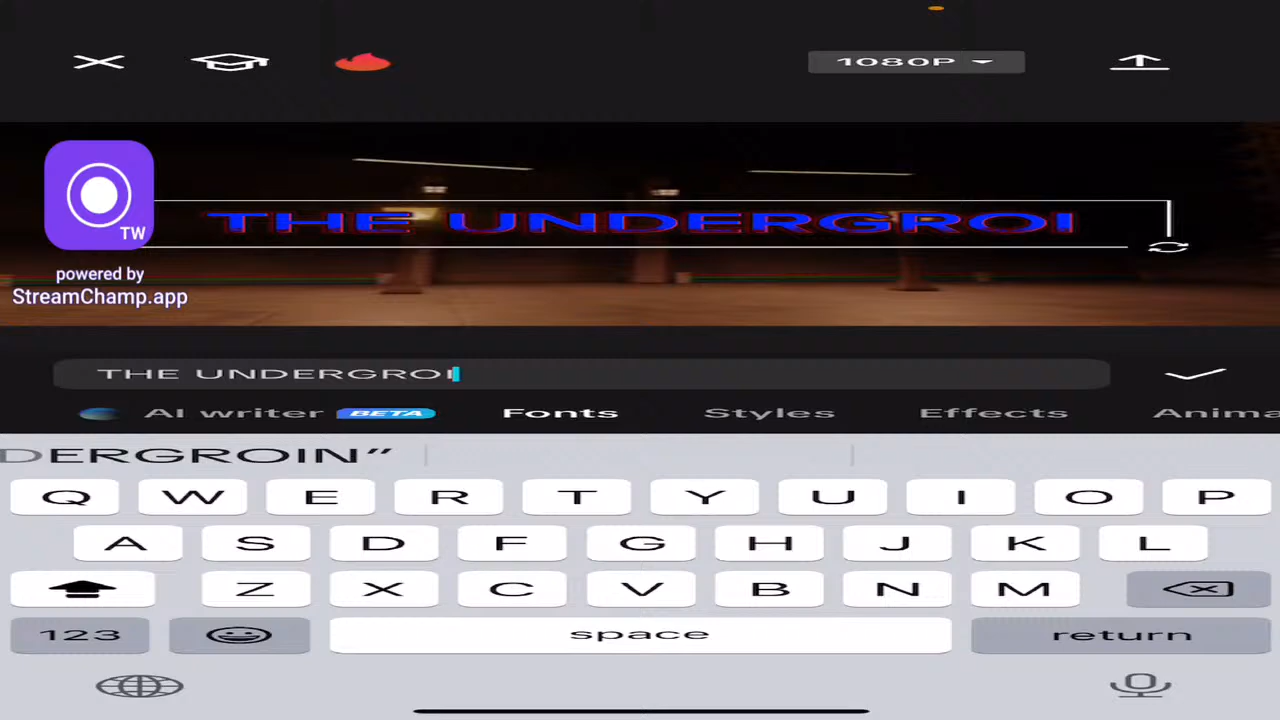 1080P
THE UNDERGROI
TW
powered by
StreamChamp.app
THE UNDERGROI
AI writer BETA Fonts Styles Effects Anima
DERGROIN”
Q W E R T Y U I O P
A S D F G H J K L
Z X C V B N M
123 space return